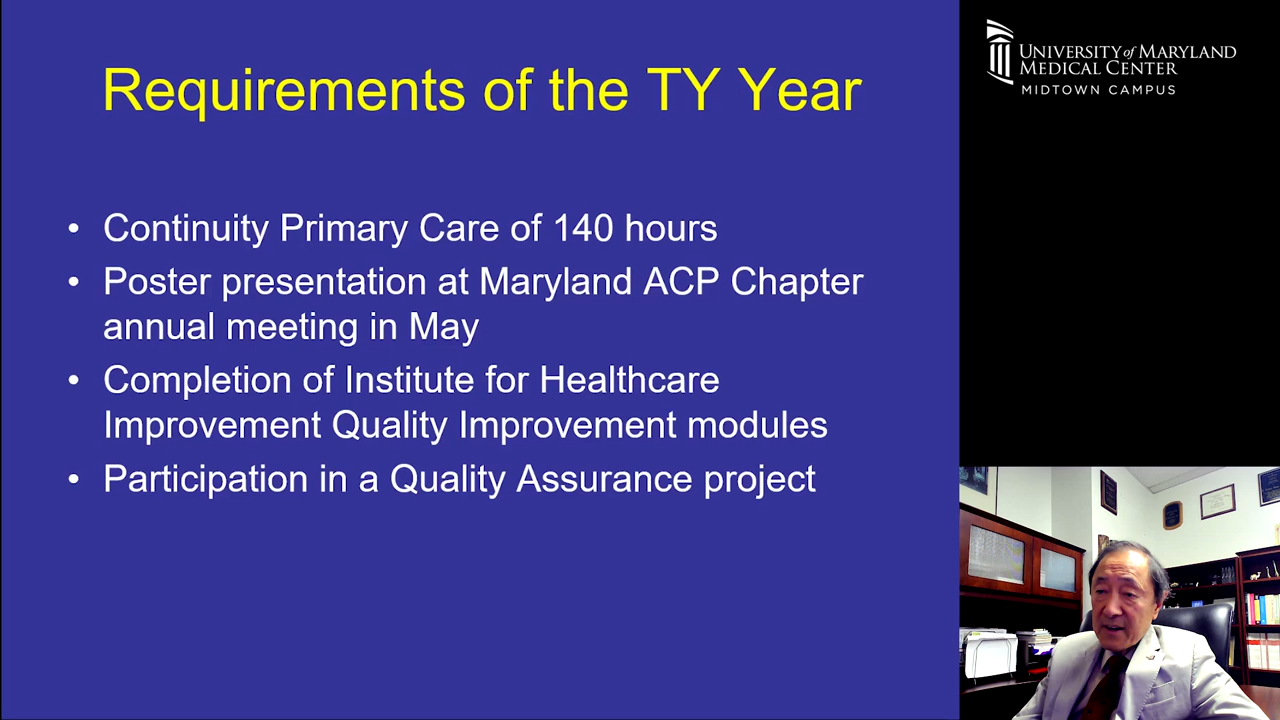 Requirements of the TY Year
• Continuity Primary Care of 140 hours
• Poster presentation at Maryland ACP Chapter
annual meeting in May
• Completion of Institute for Healthcare
Improvement Quality Improvement modules
• Participation in a Quality Assurance project
UNIVERSITY of MARYLAND
MEDICAL CENTER
MIDTOWN CAMPUS